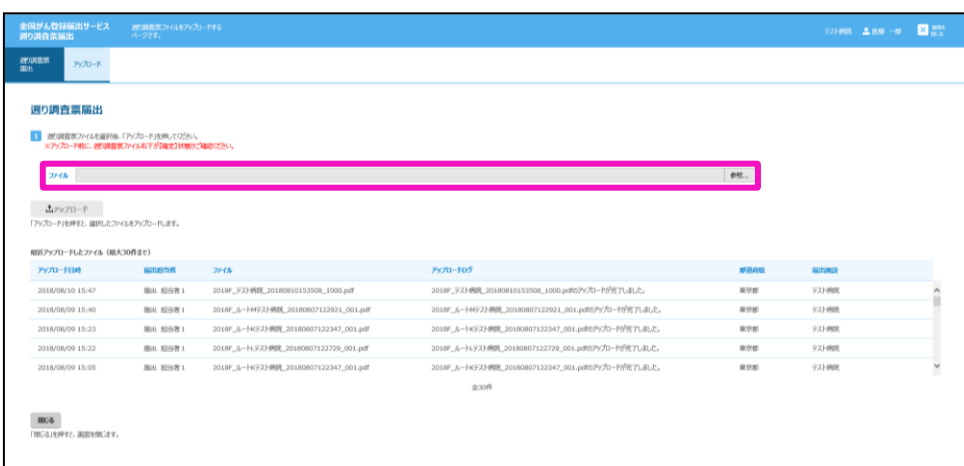 全国がん登録届出サービス
遡り調査票届出
遡り調査票ファイルをアップロードする
ページです。
テスト病院 医療 一郎 画面を
閉じる
遡り調査票
届出
アップロード
遡り調査票届出
1 遡り調査票ファイルを選択後、「アップロード」を押してください。
※アップロード前に、遡り調査票ファイル右下が【確定】状態かご確認ください。
ファイル 参照...
アップロード
「アップロード」を押すと、選択したファイルをアップロードします。
最近アップロードしたファイル（最大30件まで）
アップロード日時 届出担当者 ファイル アップロードログ 都道府県 届出施設
2018/08/10 15:47 届出 担当者1 2018F_テスト病院_20180810153508_1000.pdf 2018F_テスト病院_20180810153508_1000.pdfのアップロードが完了しました。 東京都 テスト病院
2018/08/09 15:40 届出 担当者1 2018F_ルートMテスト病院_20180807122921_001.pdf 2018F_ルートMテスト病院_20180807122921_001.pdfのアップロードが完了しました。 東京都 テスト病院
2018/08/09 15:23 届出 担当者1 2018F_ルートKテスト病院_20180807122347_001.pdf 2018F_ルートKテスト病院_20180807122347_001.pdfのアップロードが完了しました。 東京都 テスト病院
2018/08/09 15:22 届出 担当者1 2018F_ルートLテスト病院_20180807122729_001.pdf 2018F_ルートLテスト病院_20180807122729_001.pdfのアップロードが完了しました。 東京都 テスト病院
2018/08/09 15:05 届出 担当者1 2018F_ルートKテスト病院_20180807122347_001.pdf 2018F_ルートKテスト病院_20180807122347_001.pdfのアップロードが完了しました。 東京都 テスト病院
全30件
閉じる
「閉じる」を押すと、画面を閉じます。